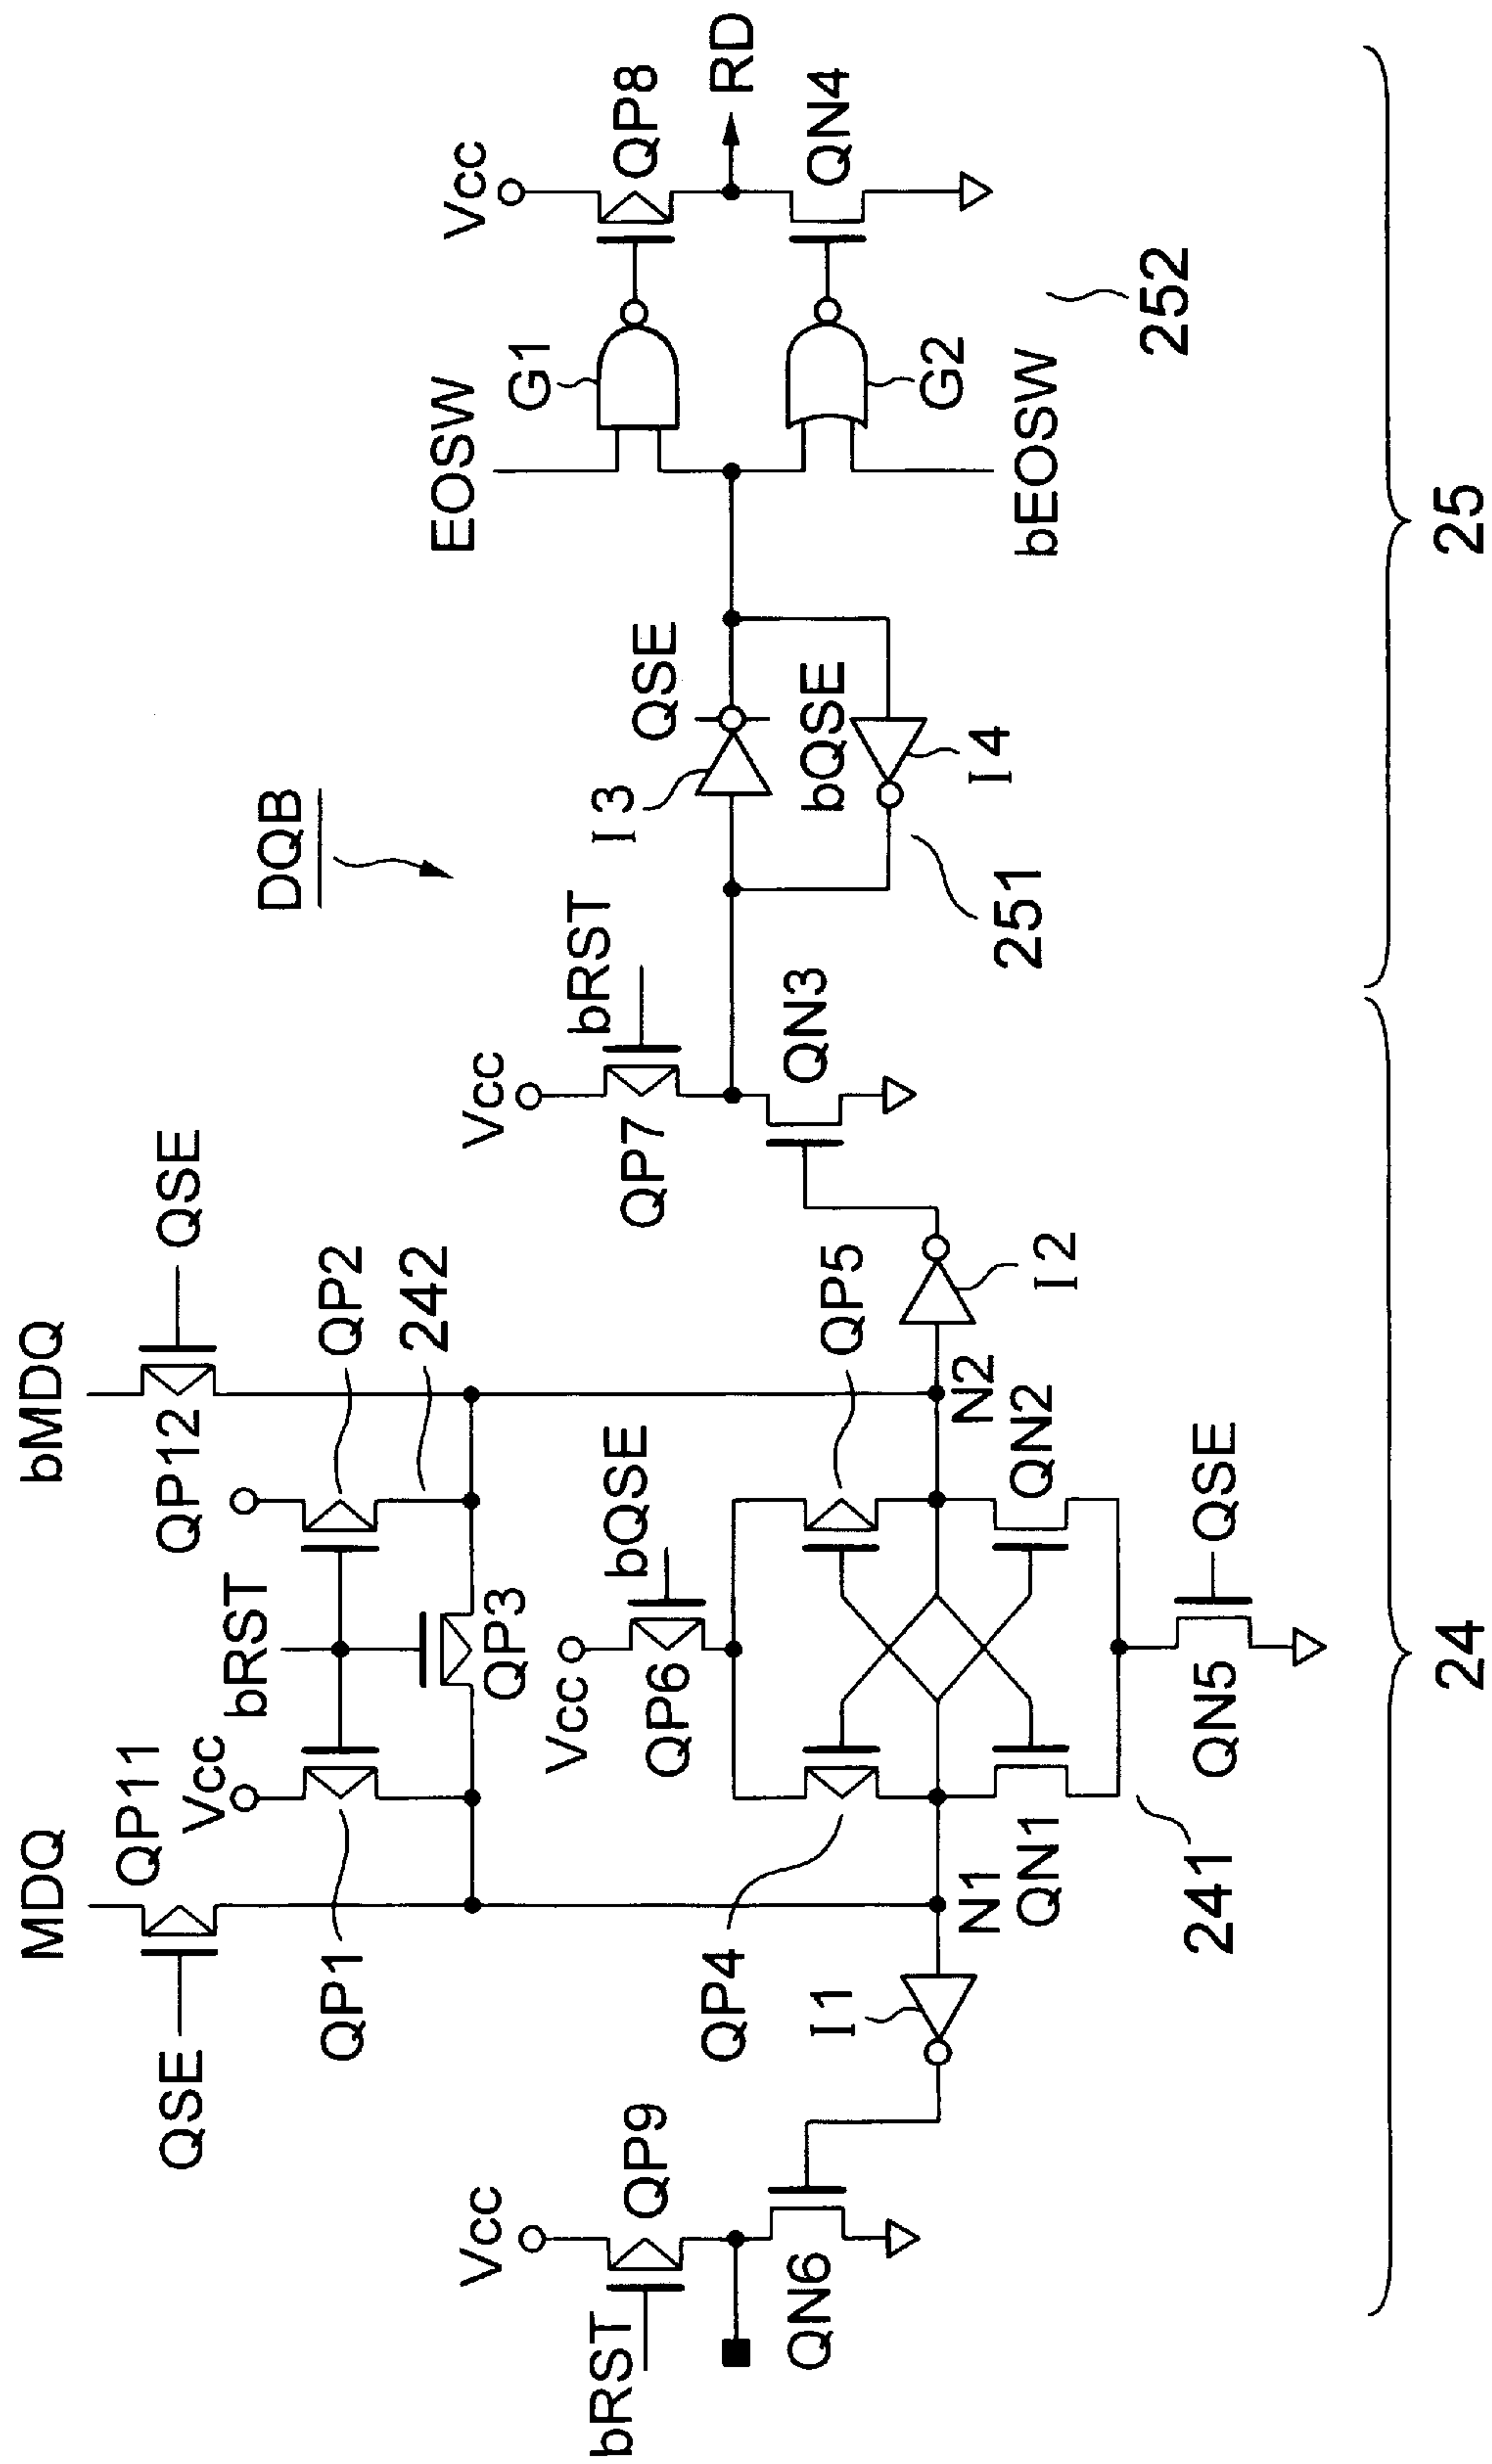 MDQ
bMDQ
QSE
QP11
QP12
QSE
Vcc
bRST
QP1
QP2
242
QP3
DQB
Vcc
bRST
QP9
QN6
Vcc
QP6
bQSE
QP4
QP5
I1
N1
N2
I2
QN1
QN2
241
QN5
QSE
Vcc
bRST
QP7
QN3
I3
QSE
bQSE
I4
251
EOSW
bEOSW
G1
G2
Vcc
QP8
RD
QN4
252
24
25